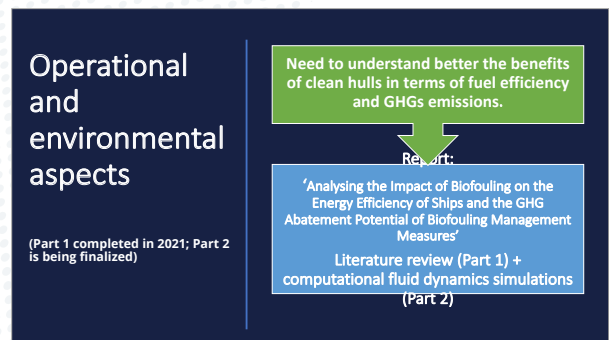 Operational
and
environmental
aspects
(Part 1 completed in 2021; Part 2
is being finalized)
Need to understand better the benefits
of clean hulls in terms of fuel efficiency
and GHGs emissions.
Report:
‘Analysing the Impact of Biofouling on the
Energy Efficiency of Ships and the GHG
Abatement Potential of Biofouling Management
Measures’
Literature review (Part 1) +
computational fluid dynamics simulations
(Part 2)